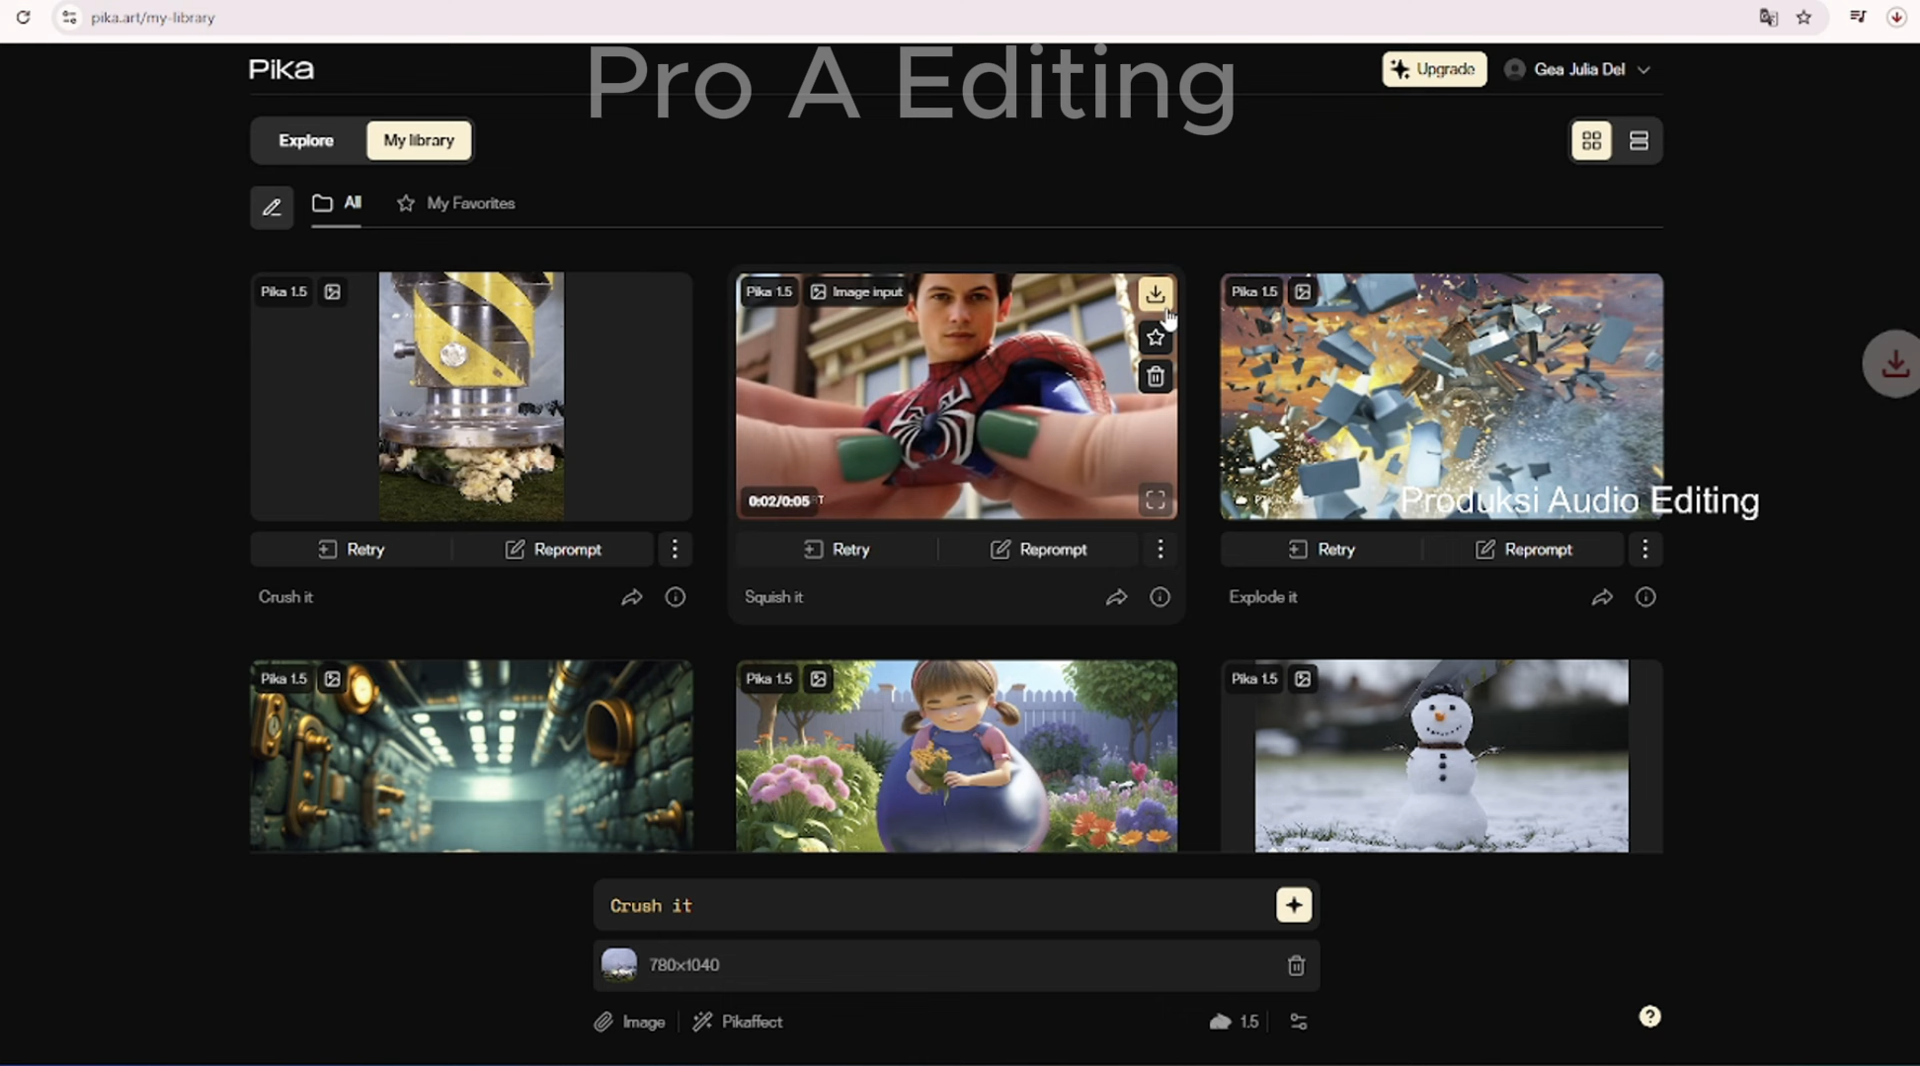 pika.art/my-library
Pika
Pro A Editing
Upgrade
Gea Julia Del
Explore
My library
All
My Favorites
Pika 1.5
Pika 1.5
Image input
Pika 1.5
0:02/0:05
Produksi Audio Editing
Retry
Reprompt
Retry
Reprompt
Retry
Reprompt
Crush it
Squish it
Explode it
Pika 1.5
Pika 1.5
Pika 1.5
Crush it
780×1040
Image
Pikaffect
1.5
?